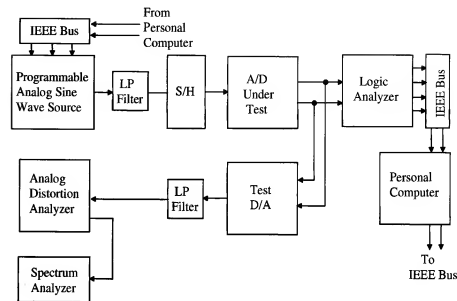 From
Personal
Computer
IEEE Bus
Programmable
Analog Sine
Wave Source
LP
Filter
S/H
A/D
Under
Test
Logic
Analyzer
IEEE Bus
Analog
Distortion
Analyzer
LP
Filter
Test
D/A
Personal
Computer
Spectrum
Analyzer
To
IEEE Bus